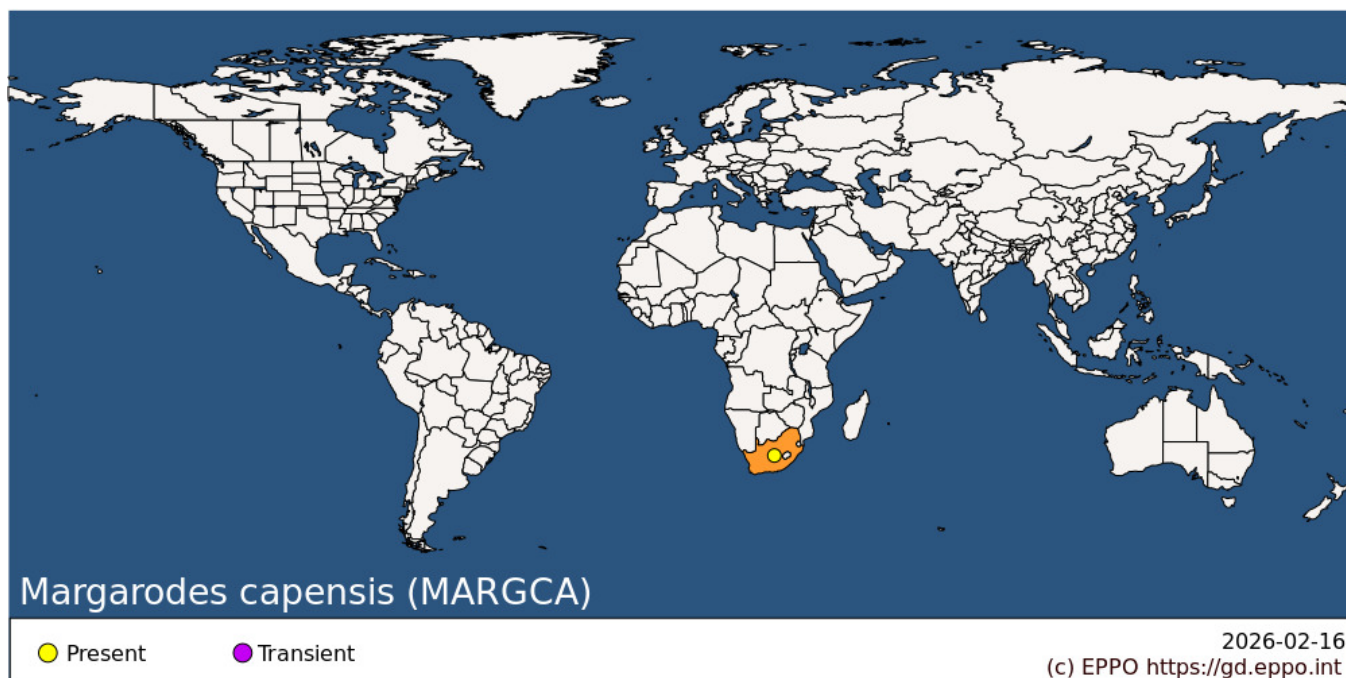 Margarodes capensis (MARGCA)
Present
Transient
2026-02-16
(c) EPPO https://gd.eppo.int